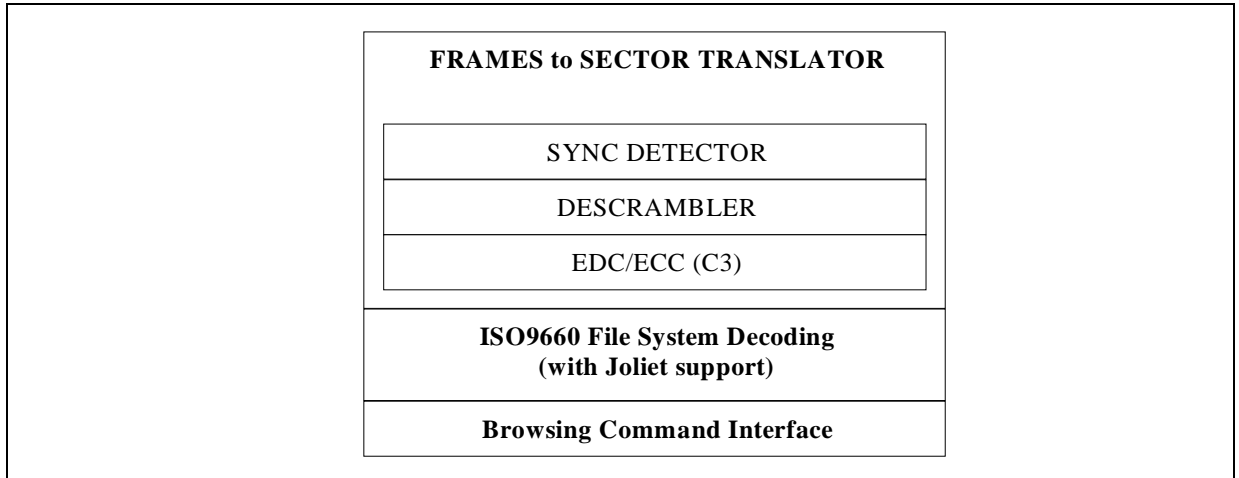 FRAMES to SECTOR TRANSLATOR
SYNC DETECTOR
DESCRAMBLER
EDC/ECC (C3)
ISO9660 File System Decoding
(with Joliet support)
Browsing Command Interface